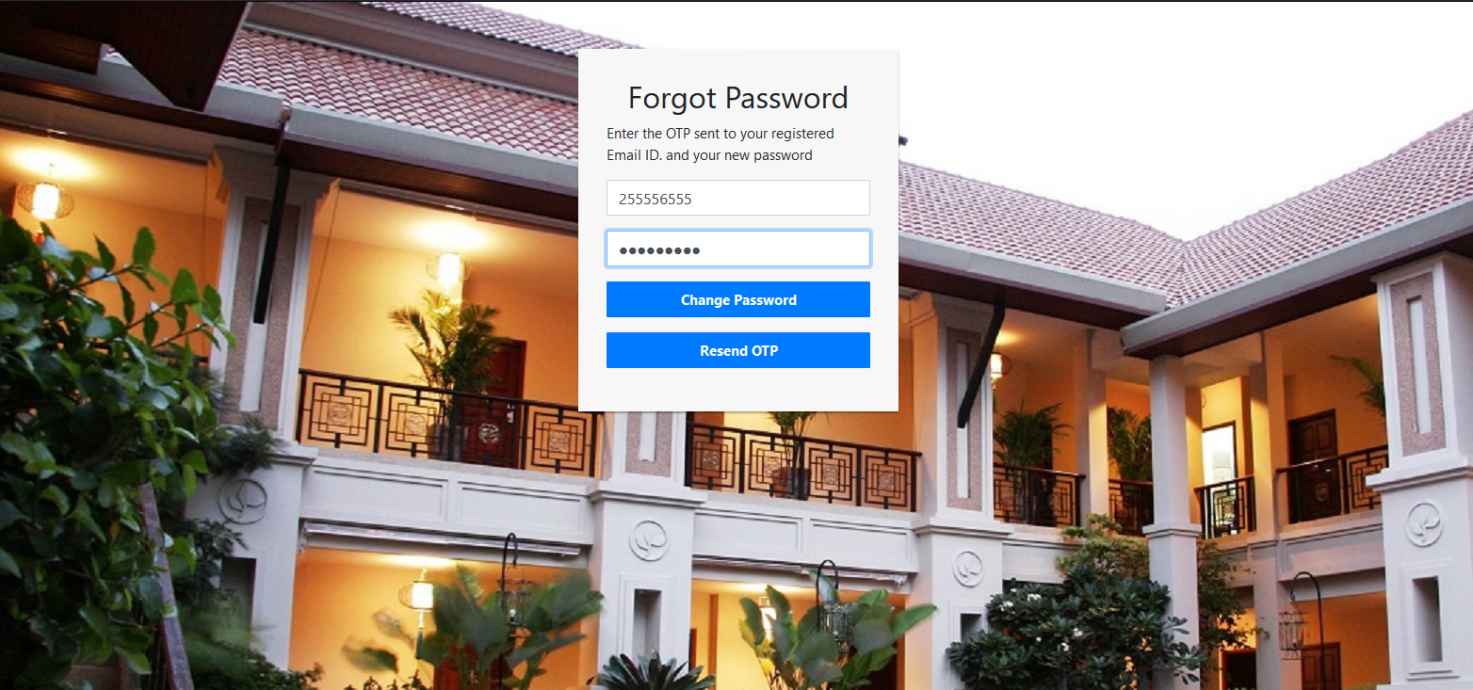 Forgot Password
Enter the OTP sent to your registered
Email ID. and your new password
255556555
●●●●●●●●●
Change Password
Resend OTP